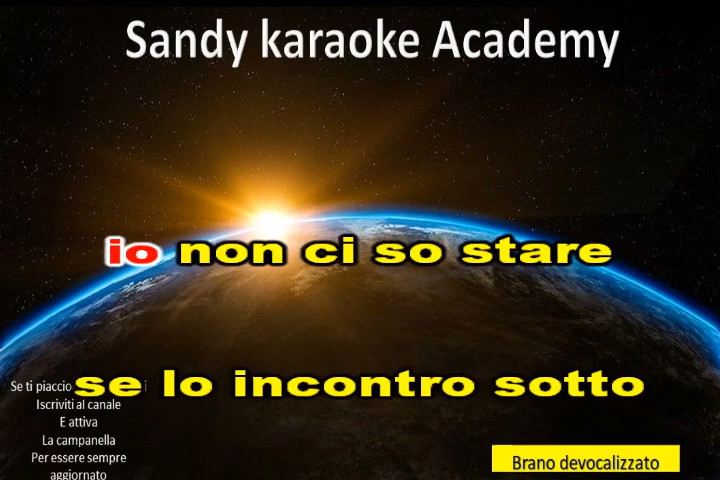 Sandy karaoke Academy
io non ci so stare
se lo incontro sotto
Se ti piaccio
Iscriviti al canale
E attiva
La campanella
Per essere sempre
aggiornato
Brano devocalizzato